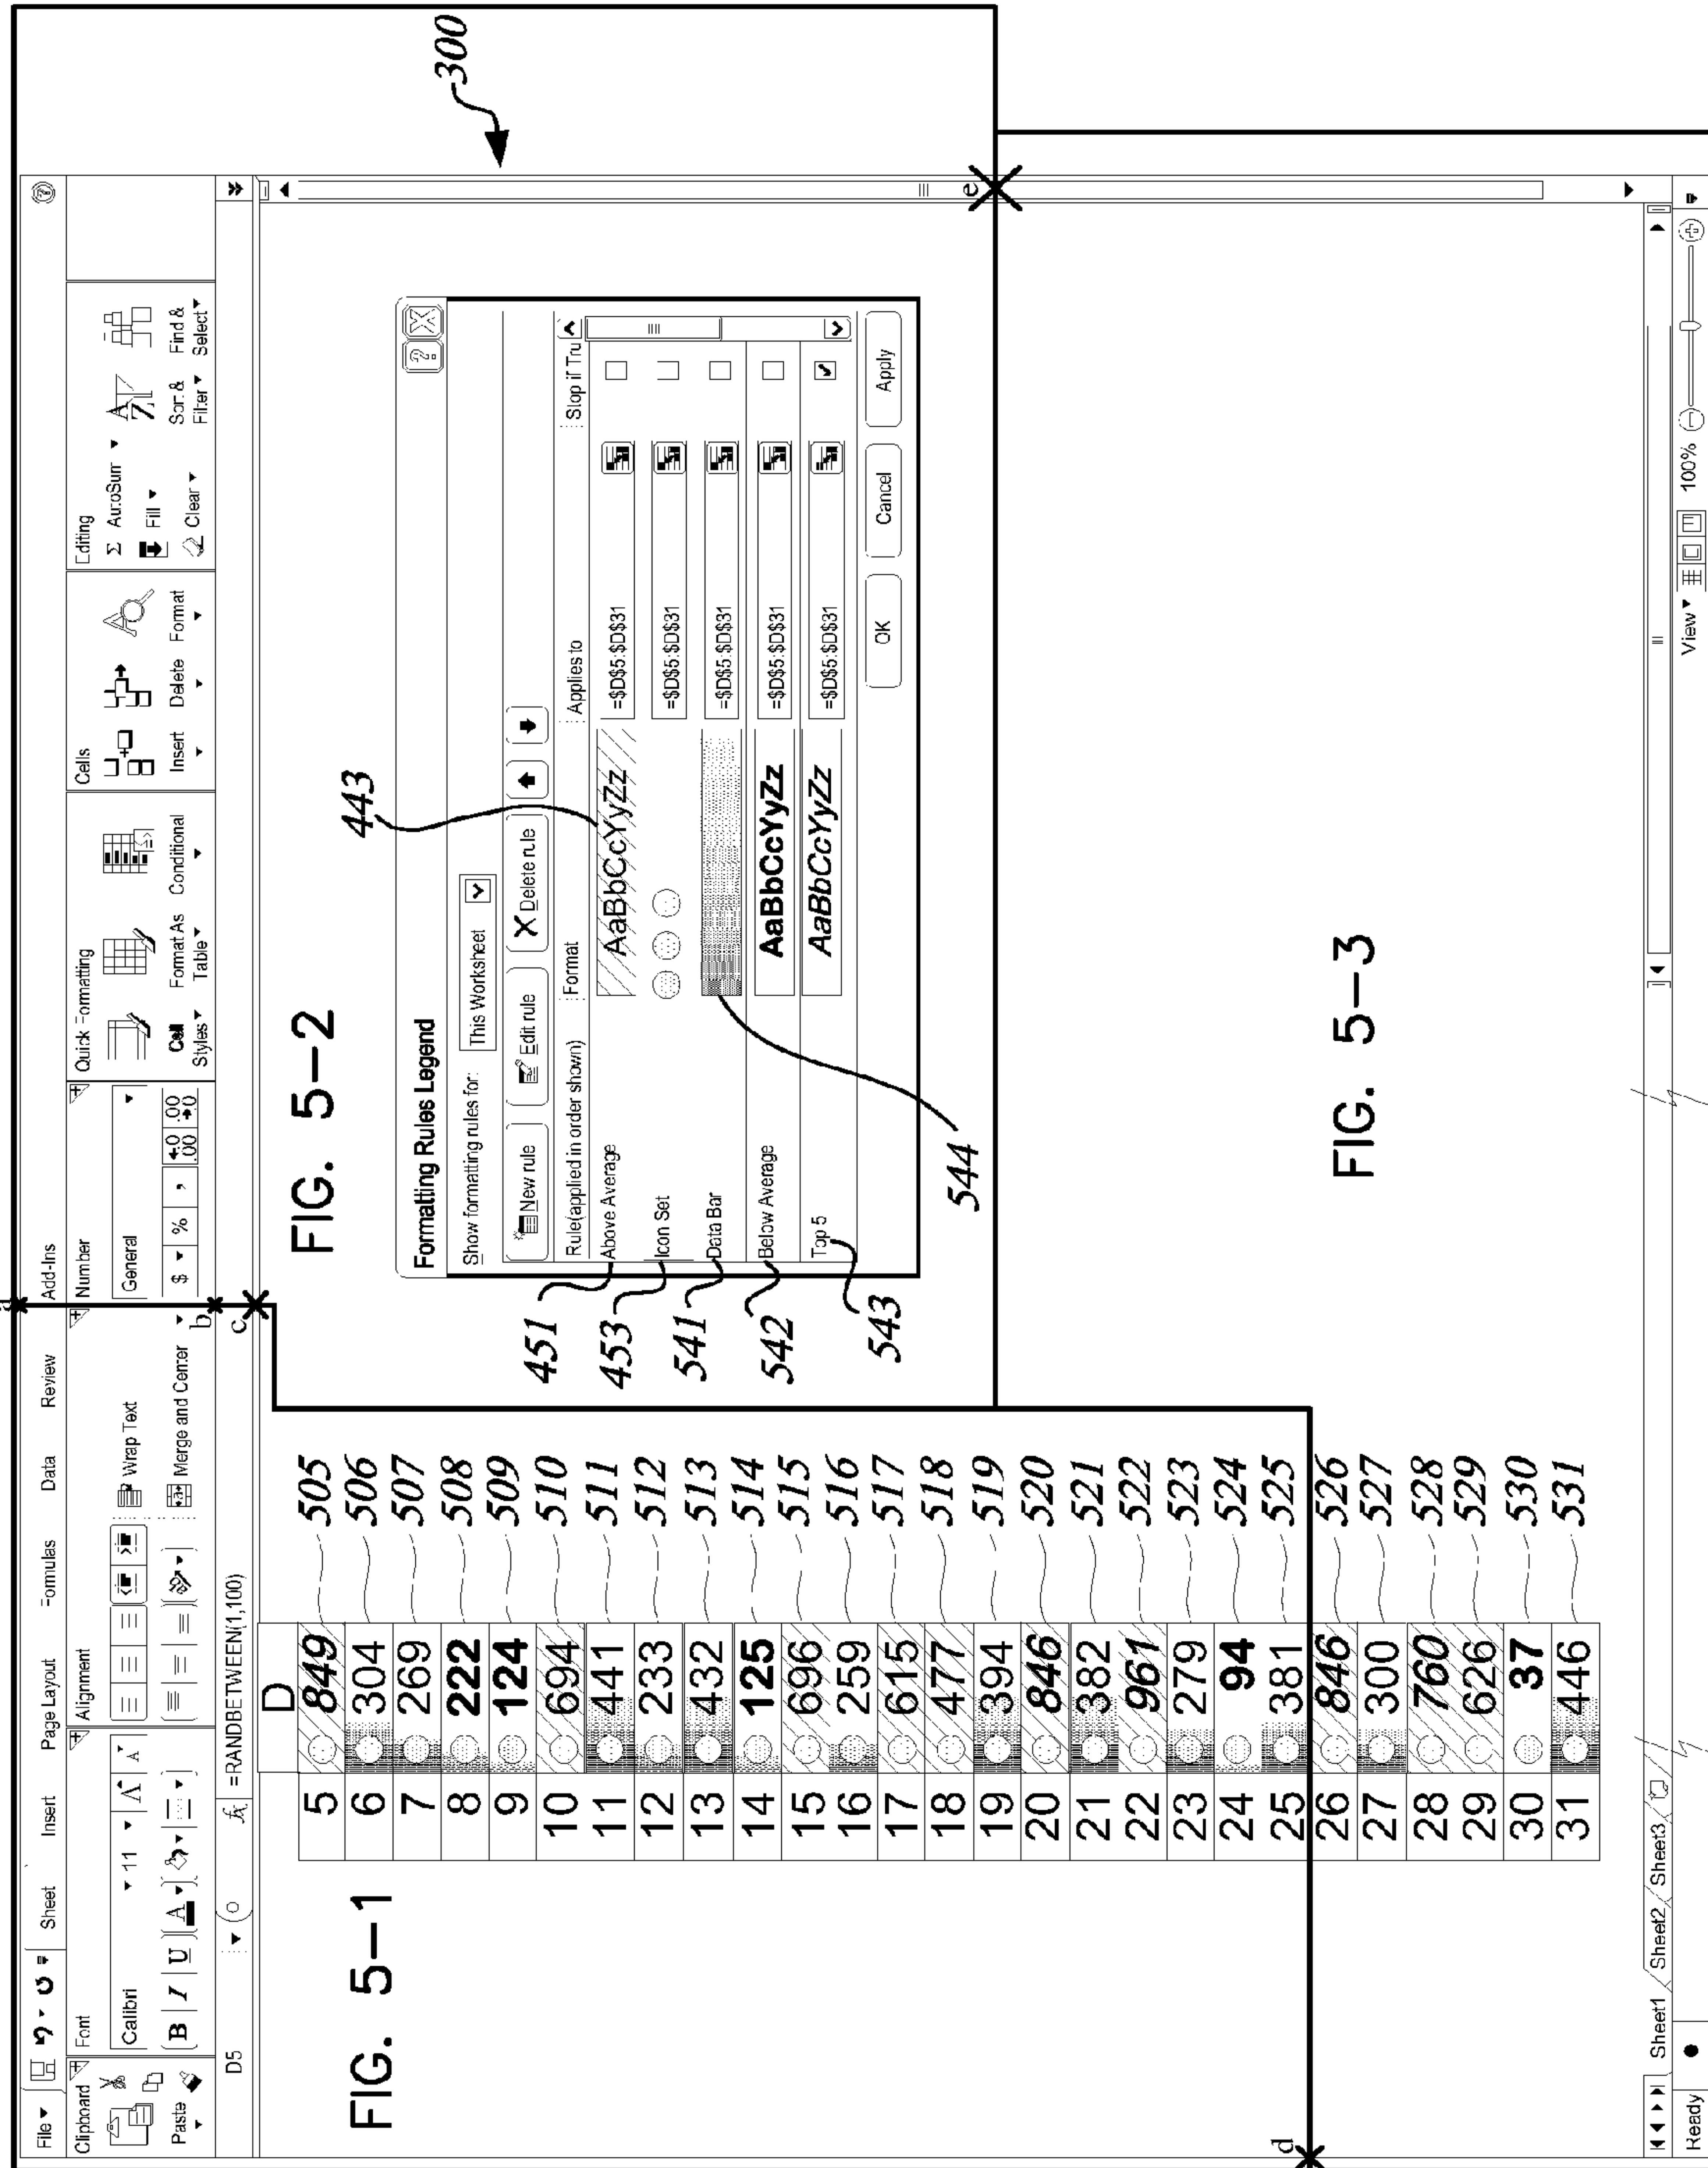 File Sheet Insert Page Layout Formulas Data Review Add-Ins
a
Clipboard Font Alignment Number Quick Formatting Cells Editing
Calibri 11 A A Wrap Text General AutoSum
Paste B I U A Merge and Center $ % , .0 .00 .00 .0
Cell Styles Format As Table Conditional Insert Delete Format
Fill Clear Sort & Filter Find & Select
b
D5 fx =RANDBETWEEN(1,100)
c
FIG. 5-1
D
5 849 505
6 304 506
7 269 507
8 222 508
9 124 509
10 694 510
11 441 511
12 233 512
13 432 513
14 125 514
15 696 515
16 259 516
17 615 517
18 477 518
19 394 519
20 846 520
21 382 521
22 961 522
23 279 523
24 94 524
25 381 525
26 846 526
27 300 527
28 760 528
29 626 529
30 37 530
31 446 531
d
FIG. 5-2
443
300
Formatting Rules Legend ? X
Show formatting rules for: This Worksheet
New rule Edit rule X Delete rule
Rule(applied in order shown) Format Applies to Stop if Tru
451 Above Average AaBbCcYyZz =$D$5:$D$31
453 Icon Set =$D$5:$D$31
541 Data Bar =$D$5:$D$31
542 Below Average AaBbCcYyZz =$D$5:$D$31
543 Top 5 AaBbCcYyZz =$D$5:$D$31
OK Cancel Apply
544
e
FIG. 5-3
Sheet1 Sheet2 Sheet3
Ready View 100%